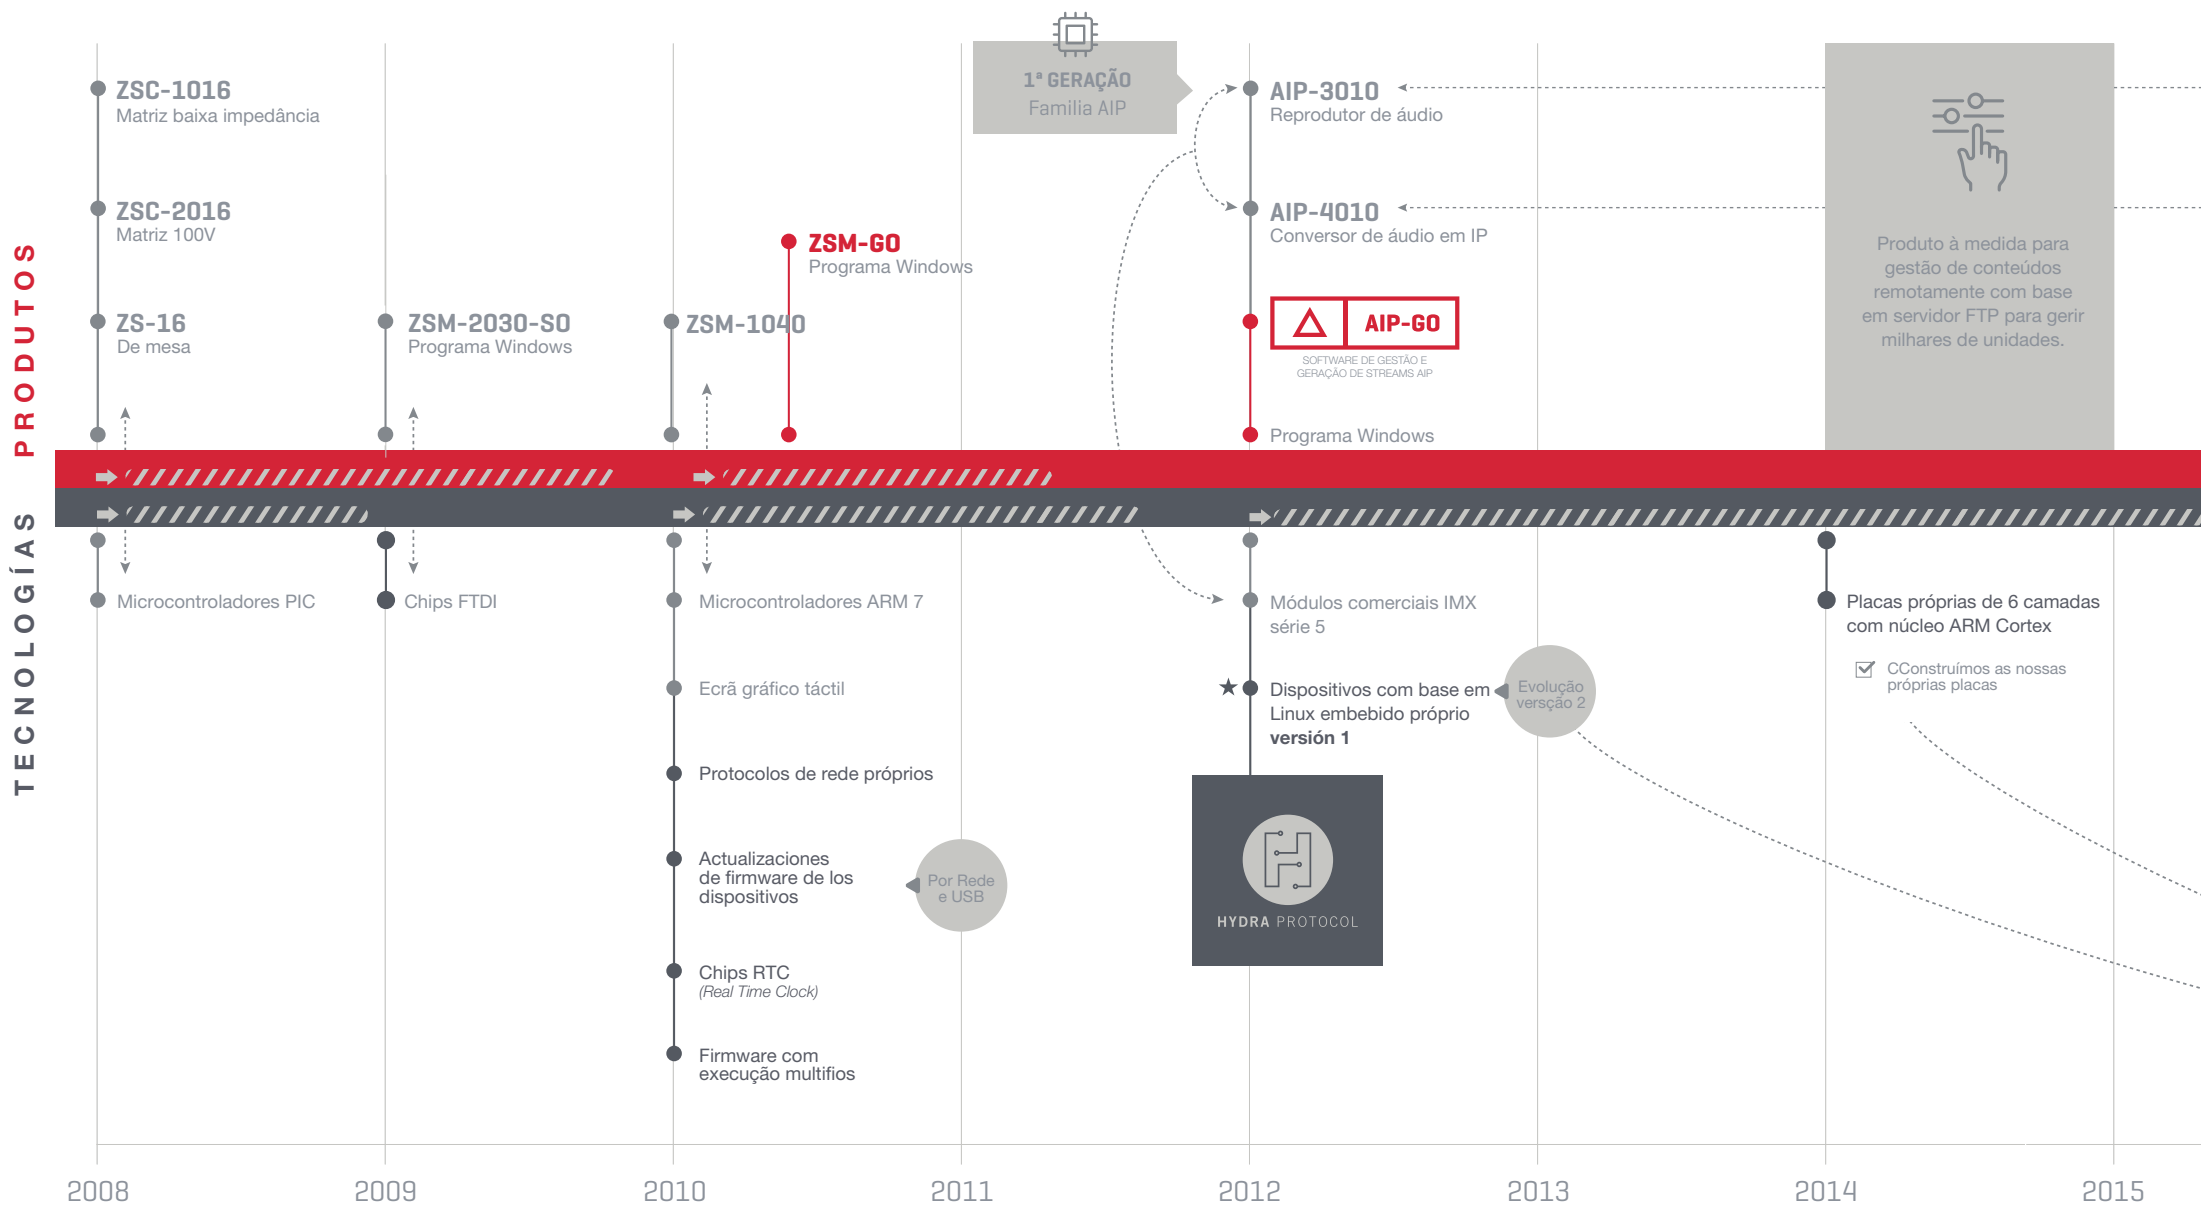 PRODUTOS
TECNOLOGÍAS
ZSC-1016
Matriz baixa impedância
ZSC-2016
Matriz 100V
ZS-16
De mesa
ZSM-2030-SO
Programa Windows
ZSM-1040
ZSM-GO
Programa Windows
1ª GERAÇÃO
Familia AIP
AIP-3010
Reprodutor de áudio
AIP-4010
Conversor de áudio em IP
AIP-GO
SOFTWARE DE GESTÃO E
GERAÇÃO DE STREAMS AIP
Programa Windows
Produto à medida para
gestão de conteúdos
remotamente com base
em servidor FTP para gerir
milhares de unidades.
Microcontroladores PIC
Chips FTDI
Microcontroladores ARM 7
Ecrã gráfico táctil
Protocolos de rede próprios
Actualizaciones
de firmware de los
dispositivos
Por Rede
e USB
Chips RTC
(Real Time Clock)
Firmware com
execução multifios
Módulos comerciais IMX
série 5
Dispositivos com base em
Linux embebido próprio
versión 1
Evolução
versção 2
HYDRA PROTOCOL
Placas próprias de 6 camadas
com núcleo ARM Cortex
CConstruímos as nossas
próprias placas
2008
2009
2010
2011
2012
2013
2014
2015